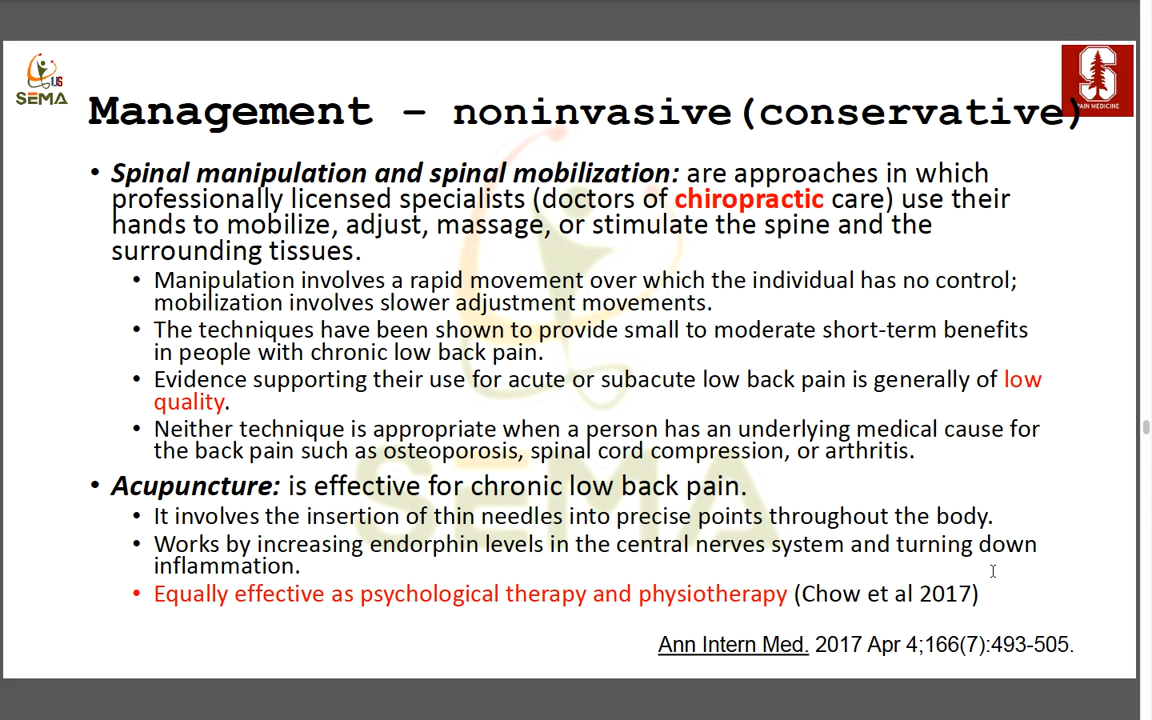 US
SEMA
S
PAIN MEDICINE
Management – noninvasive(conservative)
• Spinal manipulation and spinal mobilization: are approaches in which
professionally licensed specialists (doctors of chiropractic care) use their
hands to mobilize, adjust, massage, or stimulate the spine and the
surrounding tissues.
• Manipulation involves a rapid movement over which the individual has no control;
mobilization involves slower adjustment movements.
• The techniques have been shown to provide small to moderate short-term benefits
in people with chronic low back pain.
• Evidence supporting their use for acute or subacute low back pain is generally of low
quality.
• Neither technique is appropriate when a person has an underlying medical cause for
the back pain such as osteoporosis, spinal cord compression, or arthritis.
• Acupuncture: is effective for chronic low back pain.
• It involves the insertion of thin needles into precise points throughout the body.
• Works by increasing endorphin levels in the central nerves system and turning down
inflammation.
• Equally effective as psychological therapy and physiotherapy (Chow et al 2017)
SEMA
Ann Intern Med. 2017 Apr 4;166(7):493-505.